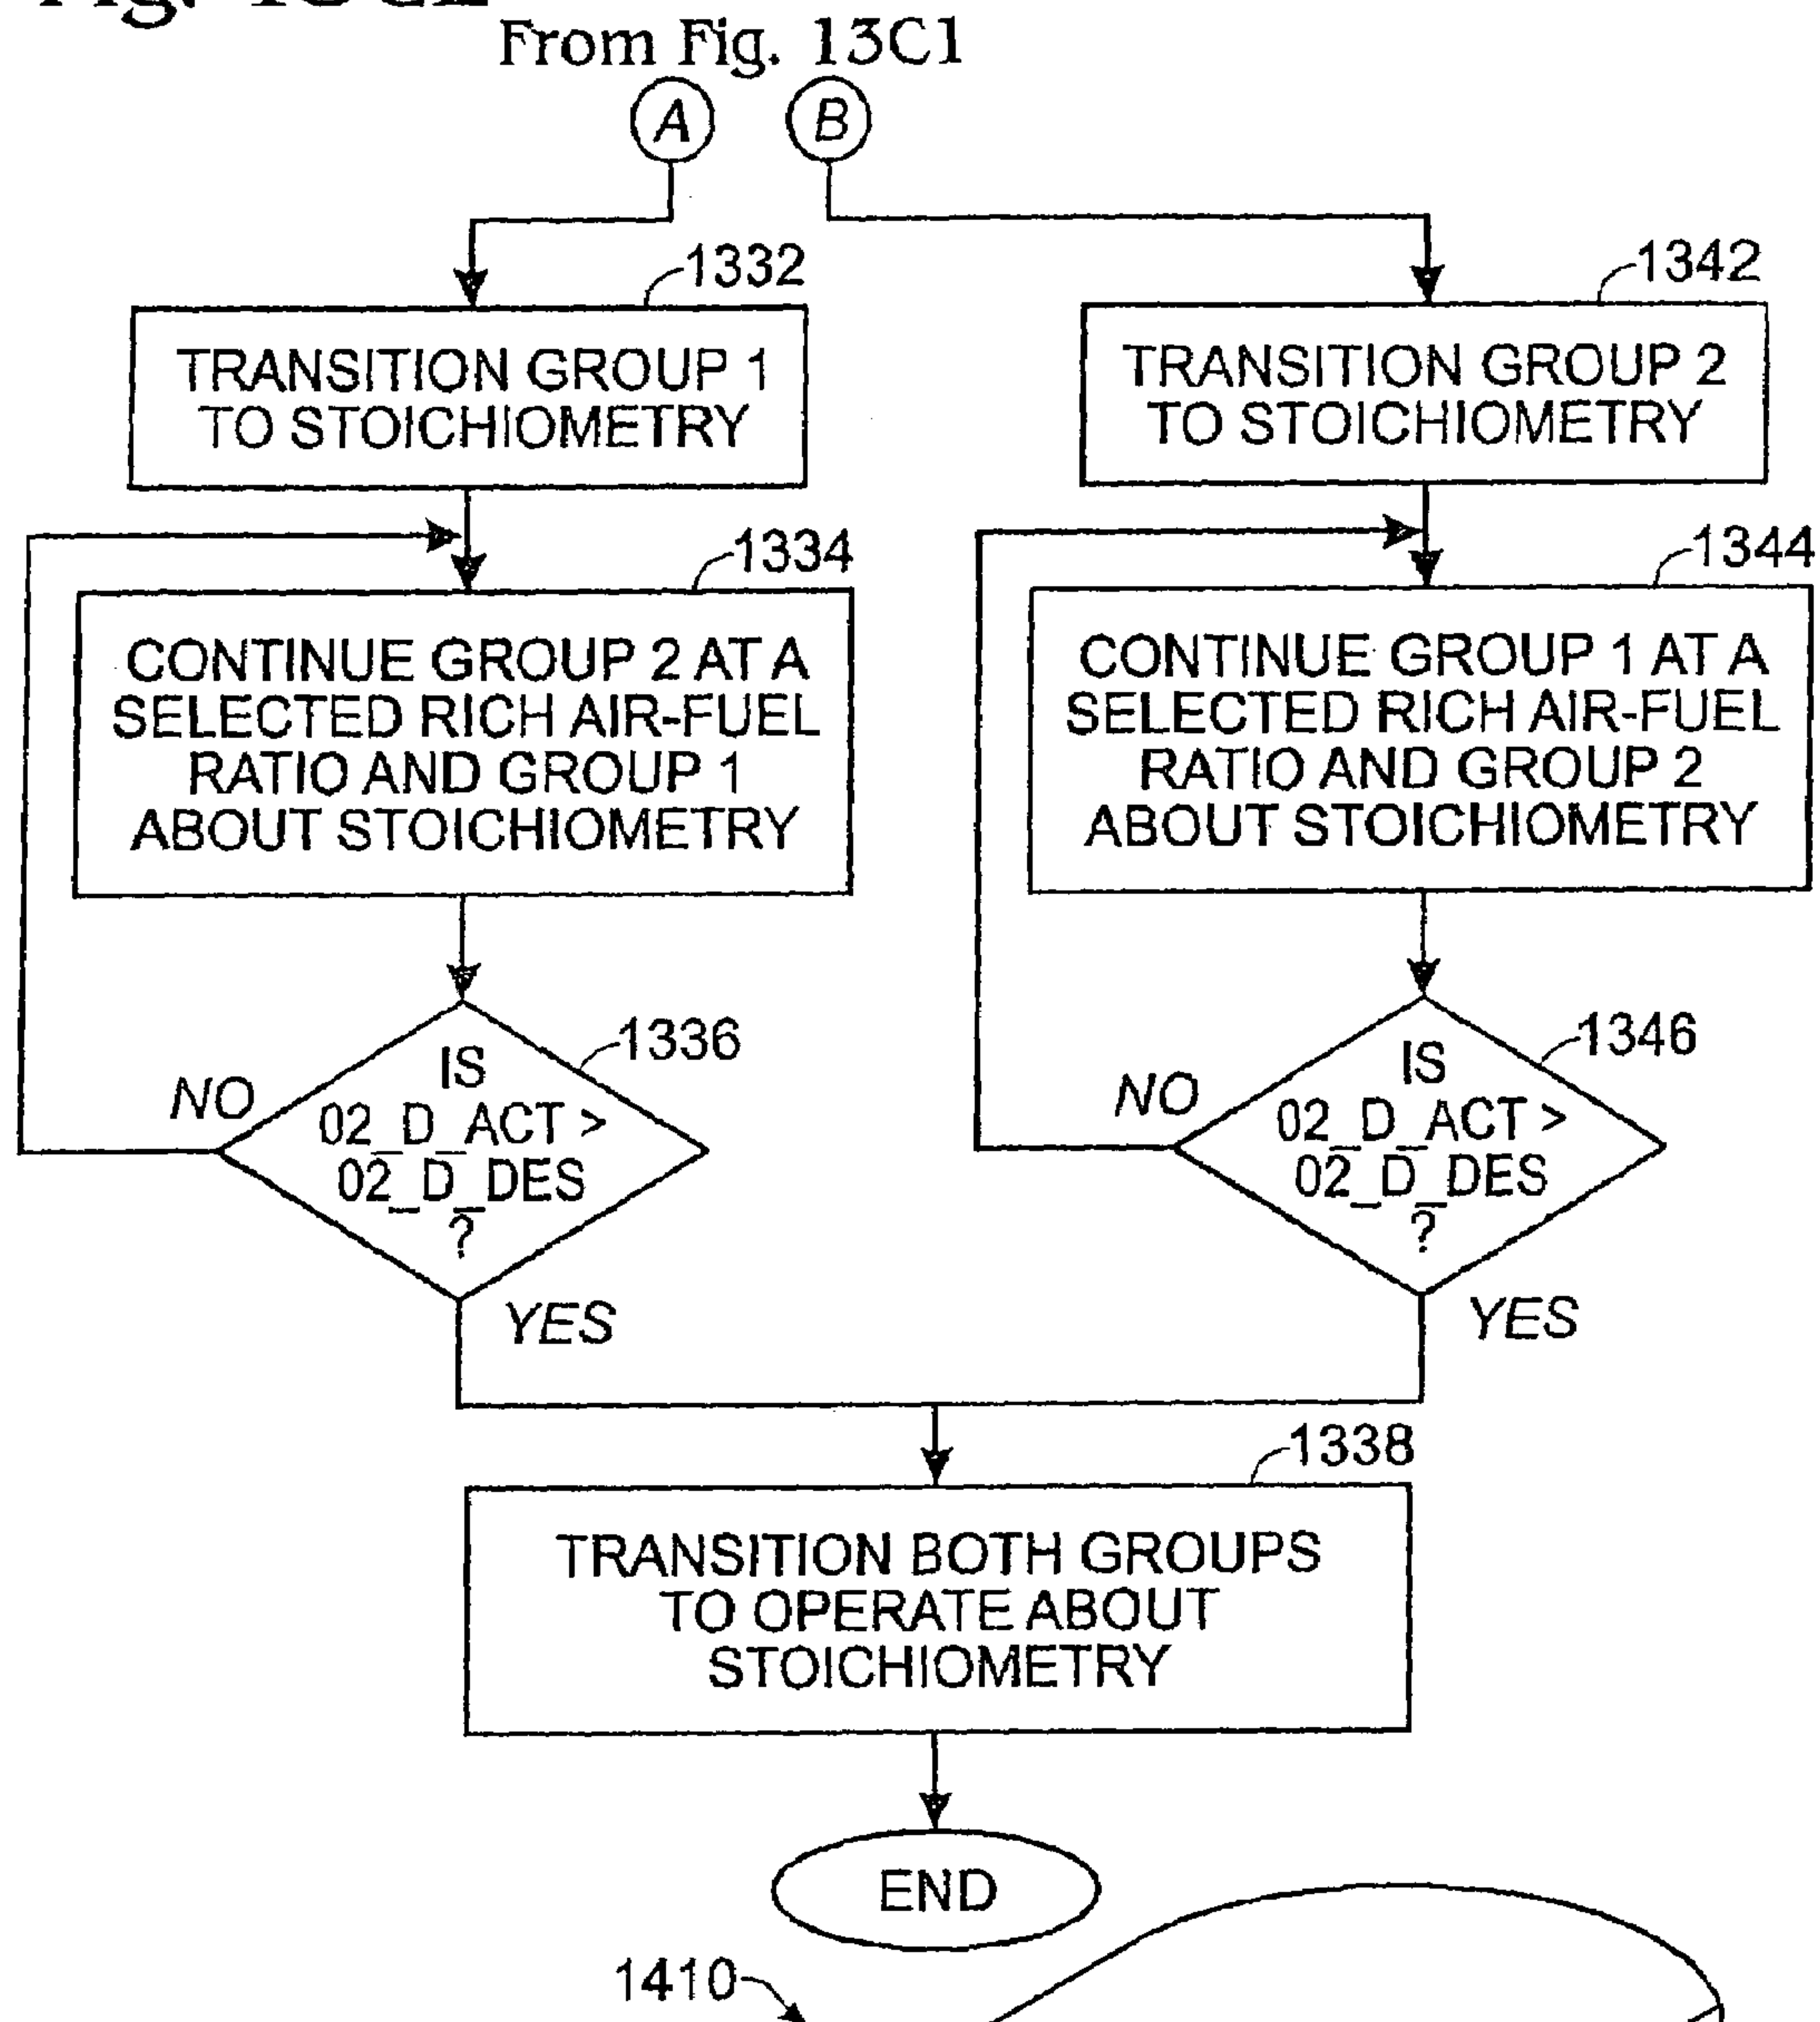 From Fig. 13C1
A B
1332
TRANSITION GROUP 1
TO STOICHIOMETRY
1342
TRANSITION GROUP 2
TO STOICHIOMETRY
1334
CONTINUE GROUP 2 AT A
SELECTED RICH AIR-FUEL
RATIO AND GROUP 1
ABOUT STOICHIOMETRY
1344
CONTINUE GROUP 1 AT A
SELECTED RICH AIR-FUEL
RATIO AND GROUP 2
ABOUT STOICHIOMETRY
1336
IS
02_D_ACT >
02_D_DES
?
NO
YES
1346
IS
02_D_ACT >
02_D_DES
?
NO
YES
1338
TRANSITION BOTH GROUPS
TO OPERATE ABOUT
STOICHIOMETRY
END
1410